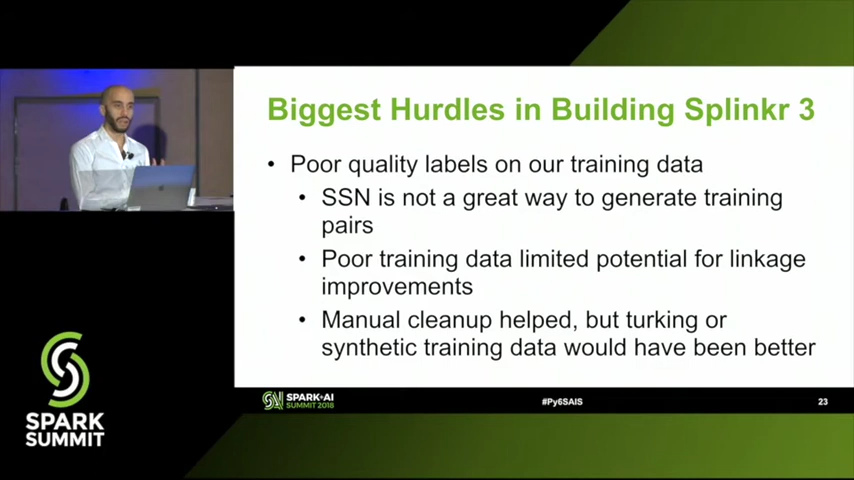 Biggest Hurdles in Building Splinkr 3
• Poor quality labels on our training data
• SSN is not a great way to generate training
pairs
• Poor training data limited potential for linkage
improvements
• Manual cleanup helped, but turking or
synthetic training data would have been better
SPARK+AI
SUMMIT 2018
#Py6SAIS
23
SPARK
SUMMIT